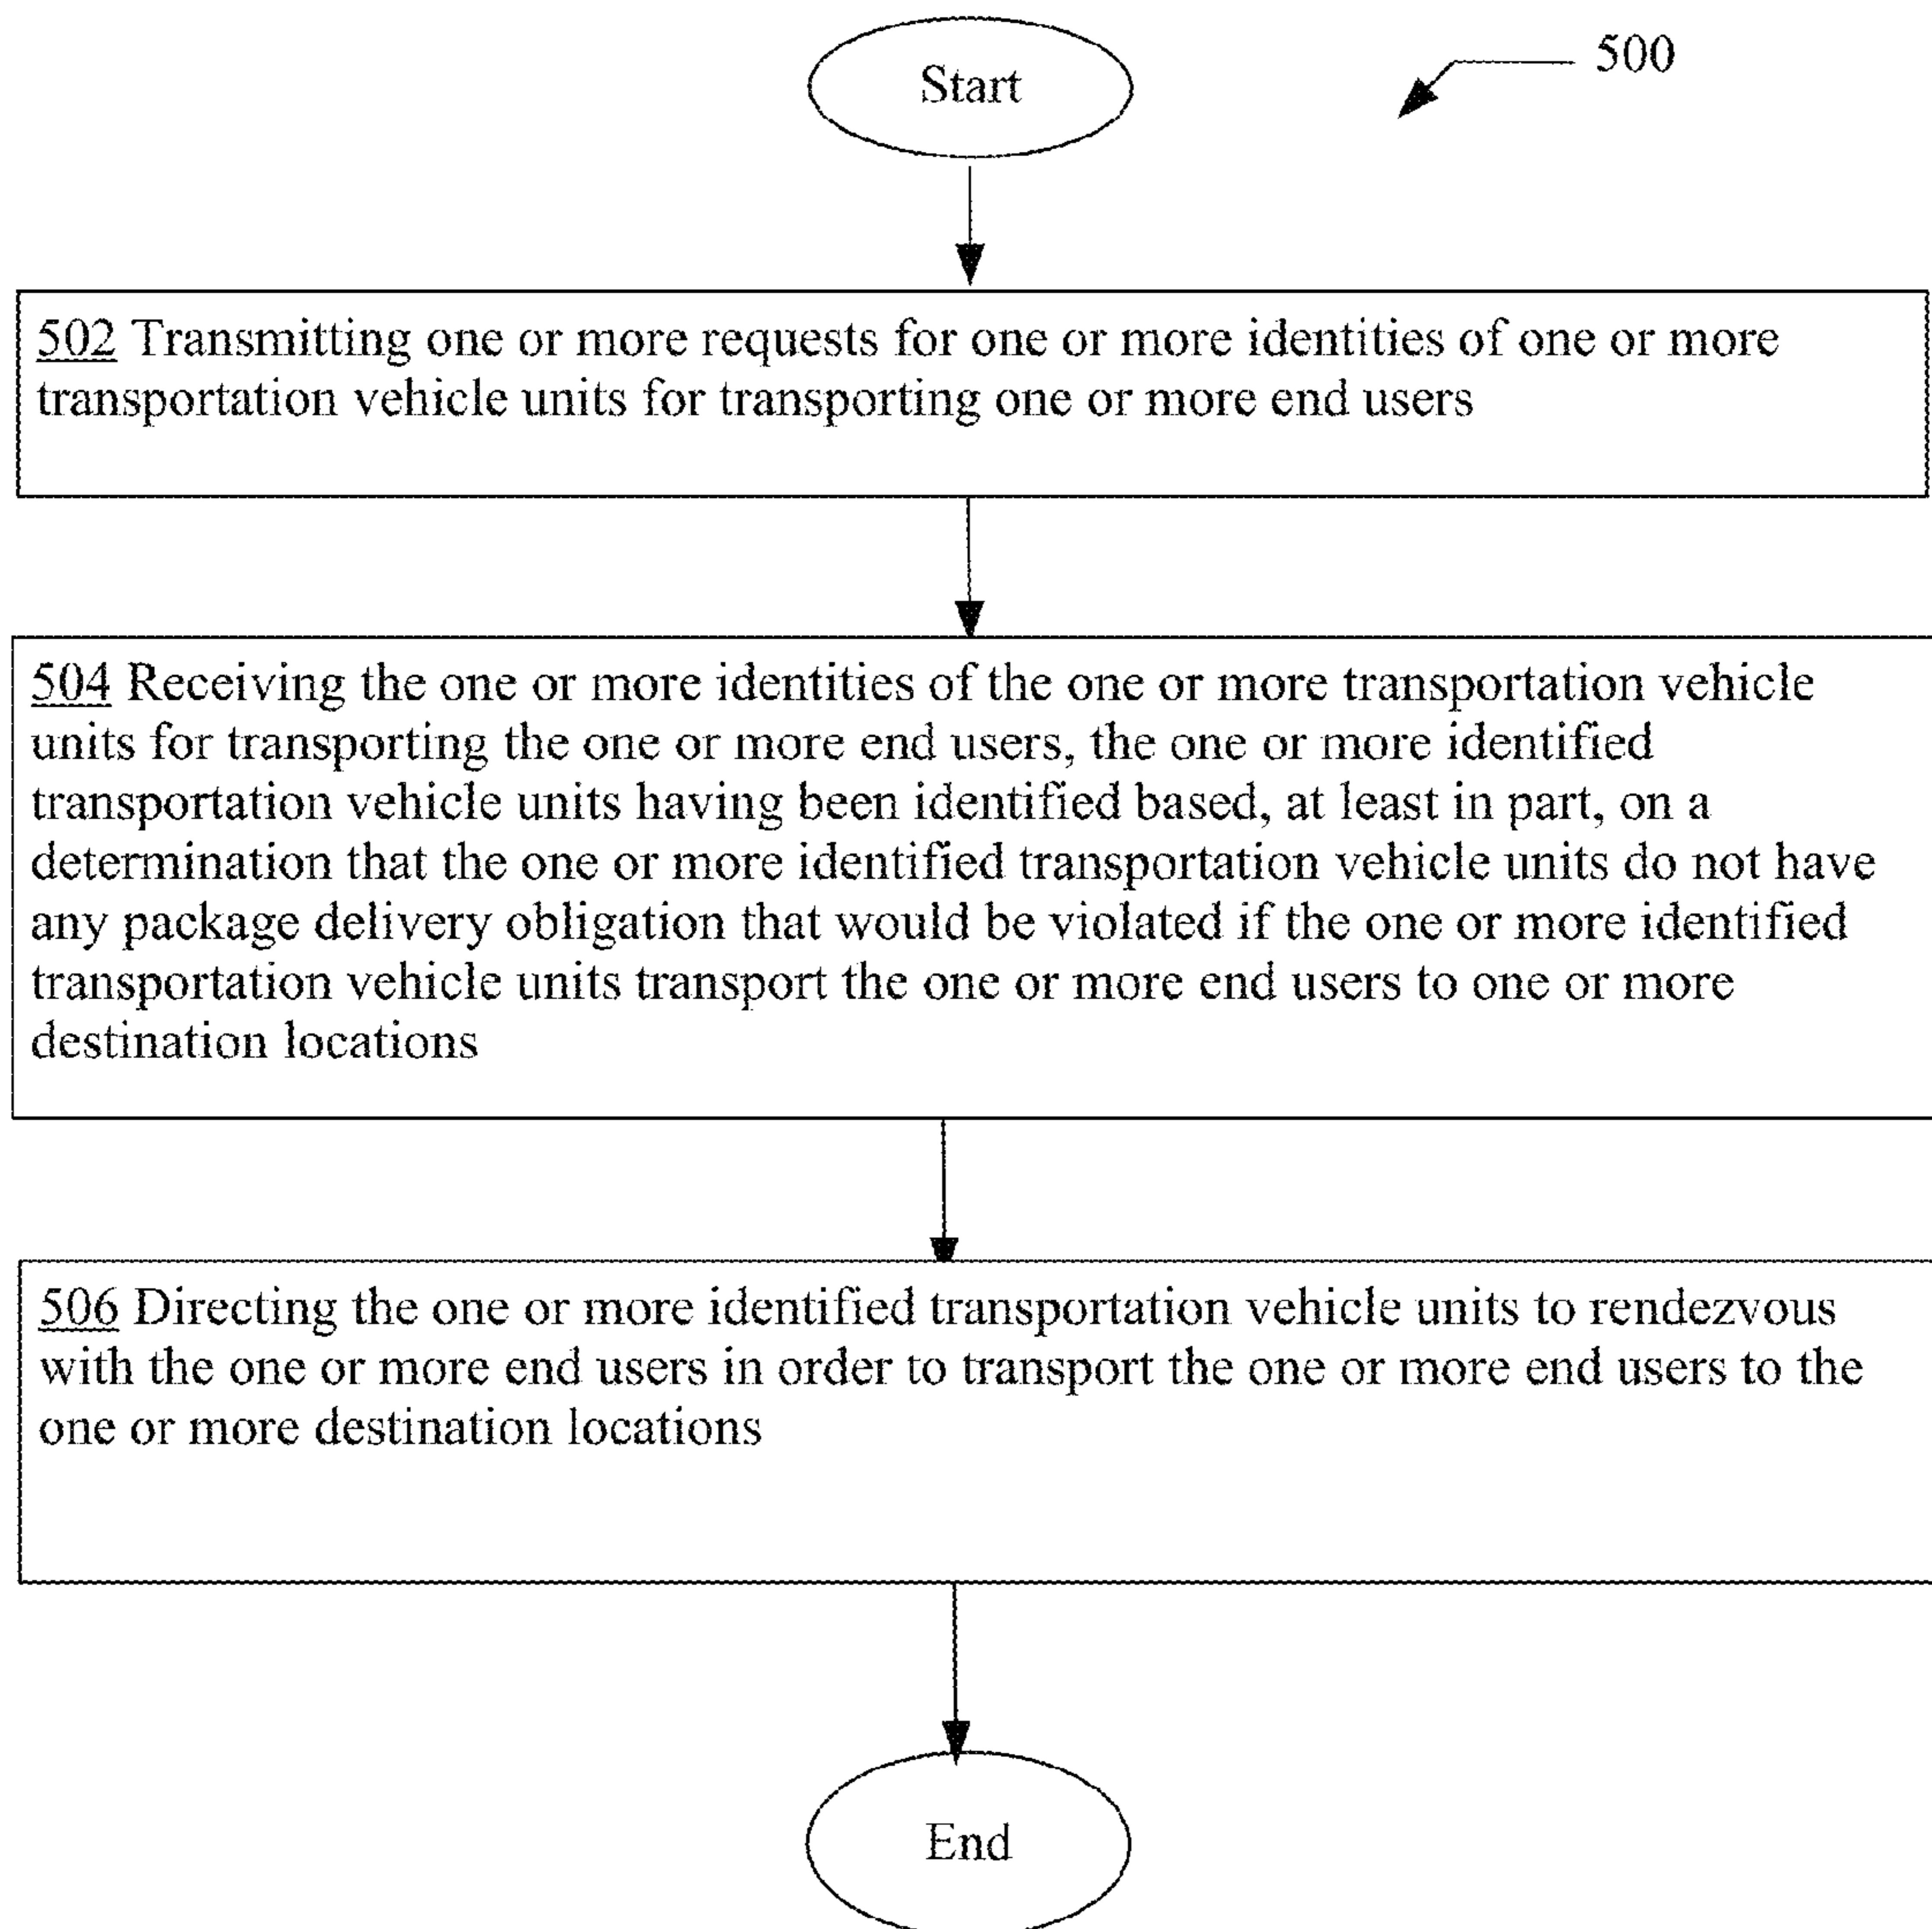 Start
500
502 Transmitting one or more requests for one or more identities of one or more
transportation vehicle units for transporting one or more end users
504 Receiving the one or more identities of the one or more transportation vehicle
units for transporting the one or more end users, the one or more identified
transportation vehicle units having been identified based, at least in part, on a
determination that the one or more identified transportation vehicle units do not have
any package delivery obligation that would be violated if the one or more identified
transportation vehicle units transport the one or more end users to one or more
destination locations
506 Directing the one or more identified transportation vehicle units to rendezvous
with the one or more end users in order to transport the one or more end users to the
one or more destination locations
End